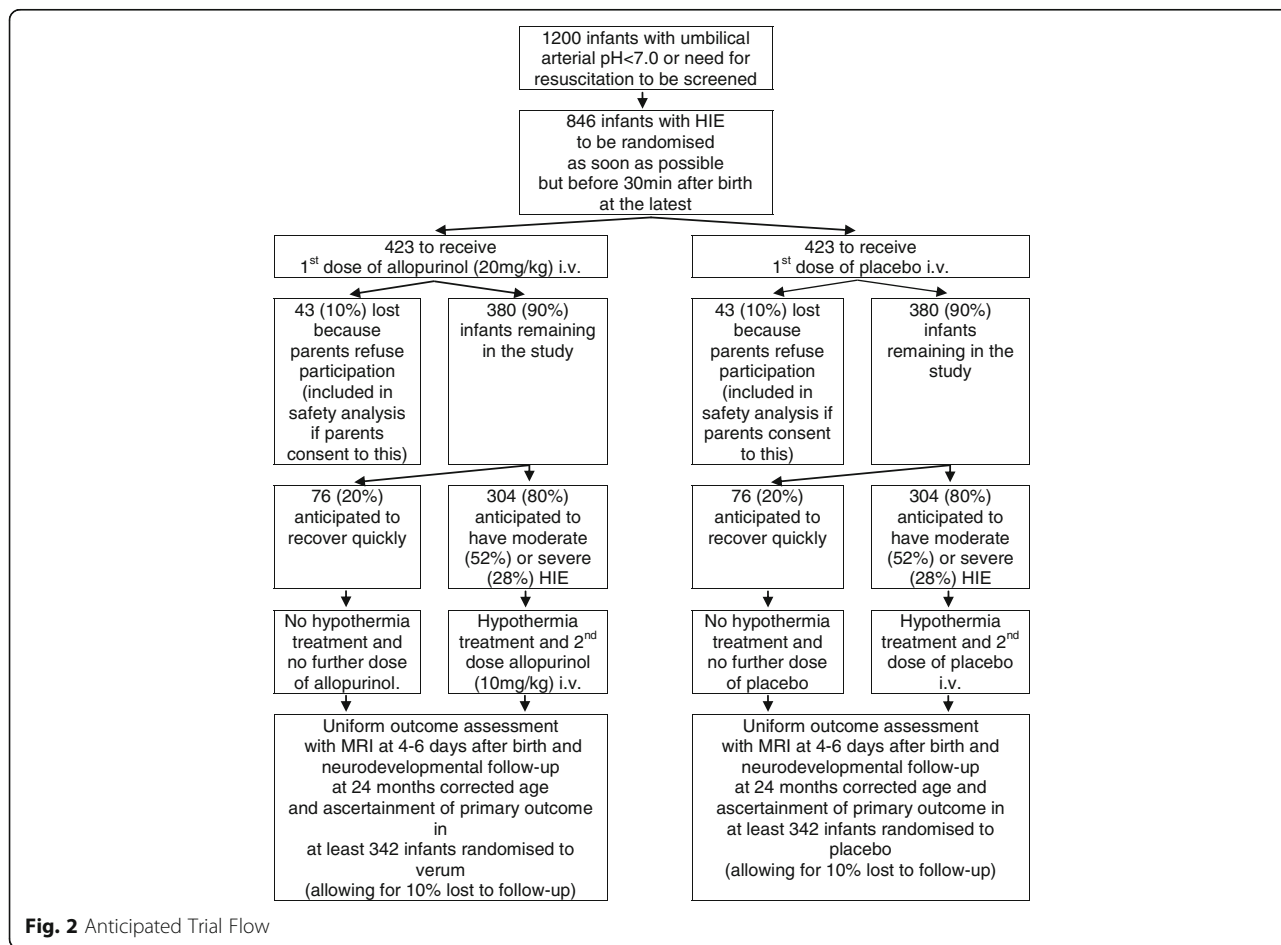 1200 infants with umbilical
arterial pH<7.0 or need for
resuscitation to be screened
846 infants with HIE
to be randomised
as soon as possible
but before 30min after birth
at the latest
423 to receive
1st dose of allopurinol (20mg/kg) i.v.
423 to receive
1st dose of placebo i.v.
43 (10%) lost
because
parents refuse
participation
(included in
safety analysis
if parents
consent to this)
380 (90%)
infants remaining
in the study
43 (10%) lost
because
parents refuse
participation
(included in
safety analysis if
parents consent
to this)
380 (90%)
infants
remaining in the
study
76 (20%)
anticipated to
recover quickly
304 (80%)
anticipated to
have moderate
(52%) or severe
(28%) HIE
76 (20%)
anticipated to
recover quickly
304 (80%)
anticipated to
have moderate
(52%) or severe
(28%) HIE
No hypothermia
treatment and
no further dose
of allopurinol.
Hypothermia
treatment and 2nd
dose allopurinol
(10mg/kg) i.v.
No hypothermia
treatment and
no further dose
of placebo
Hypothermia
treatment and 2nd
dose of placebo
i.v.
Uniform outcome assessment
with MRI at 4-6 days after birth and
neurodevelopmental follow-up
at 24 months corrected age
and ascertainment of primary outcome
in
at least 342 infants randomised to
verum
(allowing for 10% lost to follow-up)
Uniform outcome assessment
with MRI at 4-6 days after birth and
neurodevelopmental follow-up
at 24 months corrected age and
ascertainment of primary outcome in
at least 342 infants randomised to
placebo
(allowing for 10% lost to follow-up)
Fig. 2 Anticipated Trial Flow